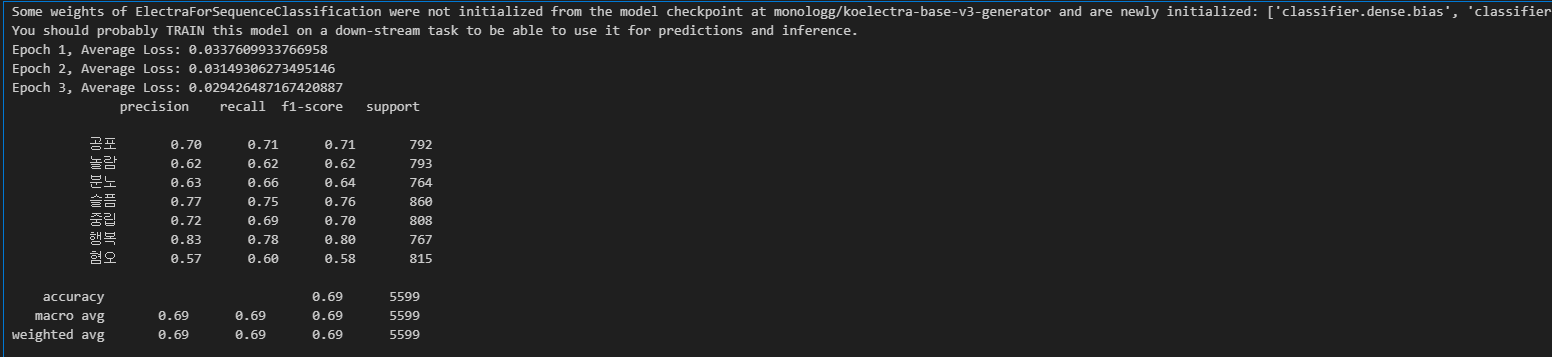 Some weights of ElectraForSequenceClassification were not initialized from the model checkpoint at monologg/koelectra-base-v3-generator and are newly initialized: ['classifier.dense.bias', 'classifier
You should probably TRAIN this model on a down-stream task to be able to use it for predictions and inference.
Epoch 1, Average Loss: 0.0337609933766958
Epoch 2, Average Loss: 0.03149306273495146
Epoch 3, Average Loss: 0.029426487167420887
precision recall f1-score support
공포 0.70 0.71 0.71 792
놀람 0.62 0.62 0.62 793
분노 0.63 0.66 0.64 764
슬픔 0.77 0.75 0.76 860
중립 0.72 0.69 0.70 808
행복 0.83 0.78 0.80 767
혐오 0.57 0.60 0.58 815
accuracy 0.69 5599
macro avg 0.69 0.69 0.69 5599
weighted avg 0.69 0.69 0.69 5599